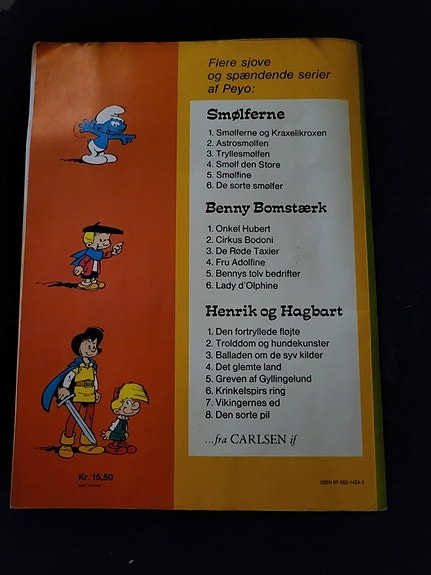 Flere sjove
og spændende serier
af Peyo:
Smølferne
1. Smølferne og Kraxelikroxen
2. Astrosmølfen
3. Tryllesmølfen
4. Smølf den Store
5. Smølfine
6. De sorte smølfer
Benny Bomstærk
1. Onkel Hubert
2. Cirkus Bodoni
3. De Røde Taxier
4. Fru Adolfine
5. Bennys tolv bedrifter
6. Lady d'Olphine
Henrik og Hagbart
1. Den fortryllede fløjte
2. Trolddom og hundekunster
3. Balladen om de syv kilder
4. Det glemte land
5. Greven af Gyllingelund
6. Krinkelspirs ring
7. Vikingernes ed
8. Den sorte pil
...fra CARLSEN if
Kr. 15,50